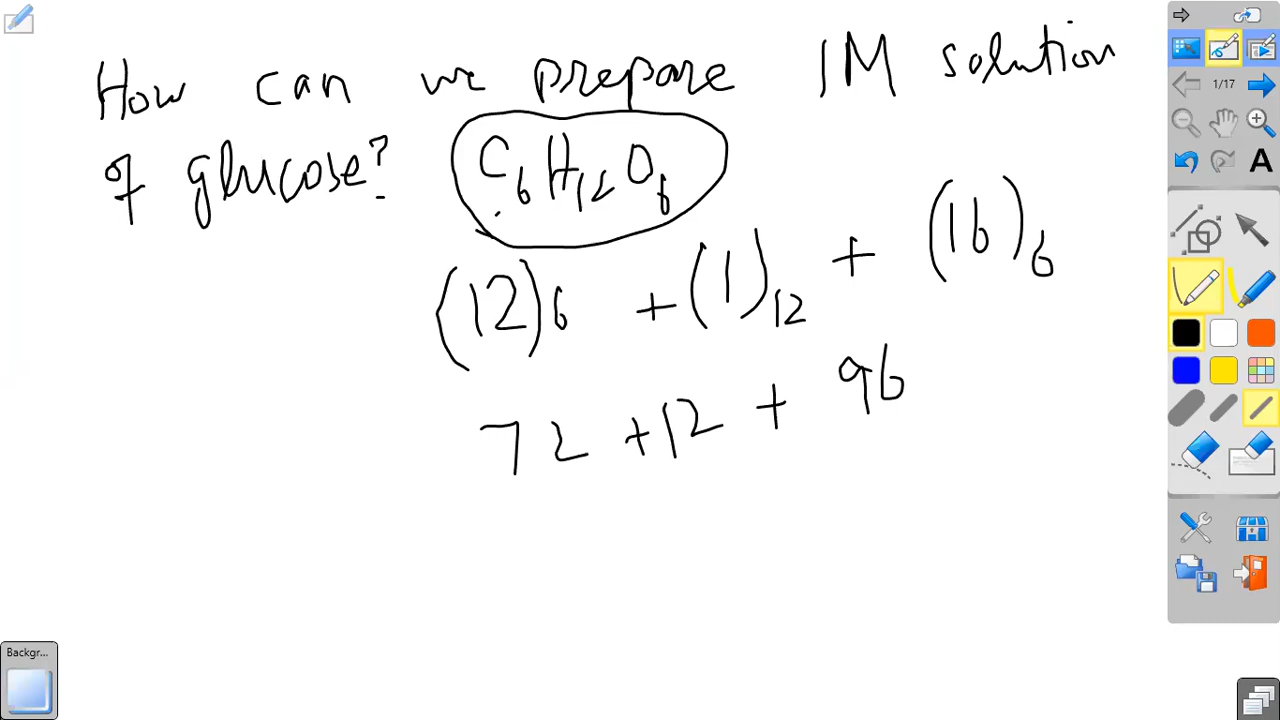 How can we prepare 1M solution
of glucose? C6H12O6
(12)6 + (1)12 + (16)6
72 + 12 + 96
1/17
A
Backgr...